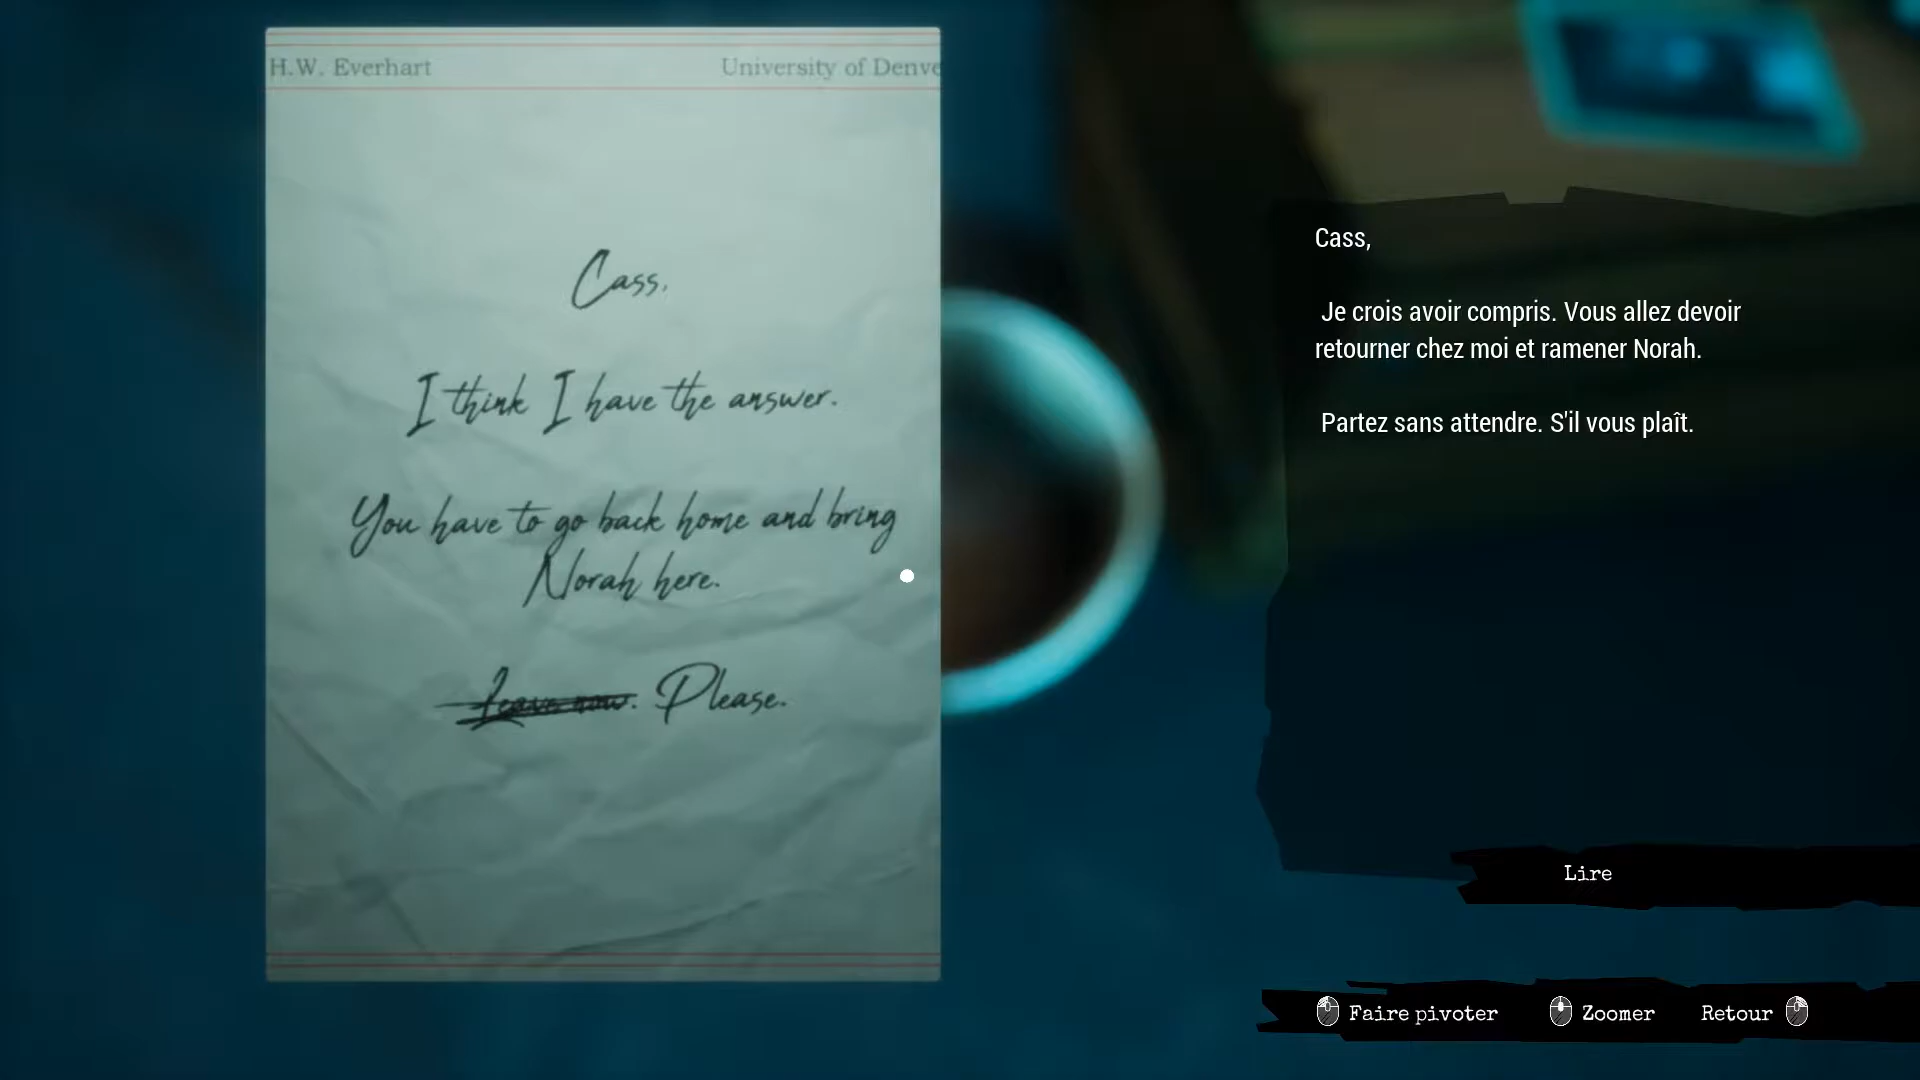 H.W. Everhart
University of Denve
Cass,
I think I have the answer.
You have to go back home and bring
Norah here.
Leave now. Please.
Cass,
Je crois avoir compris. Vous allez devoir
retourner chez moi et ramener Norah.
Partez sans attendre. S'il vous plaît.
Lire
Faire pivoter
Zoomer
Retour